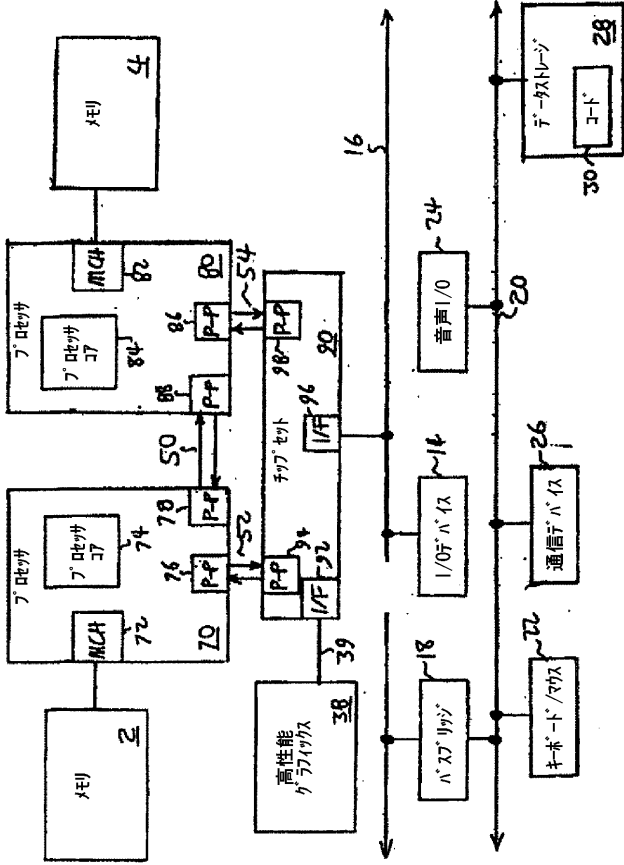 メモリ
2
MCH
72
プロセッサ
プロセッサ
コア
74
70
P-P
76
P-P
78
50
プロセッサ
プロセッサ
コア
84
80
P-P
88
P-P
86
MCH
82
メモリ
4
52
54
高性能
グラフィックス
38
39
チップセット
90
P-P
94
I/F
92
I/F
96
P-P
98
16
バスブリッジ
18
I/Oデバイス
14
音声I/O
24
20
キーボード/マウス
22
通信デバイス
26
データストレージ
28
コード
30